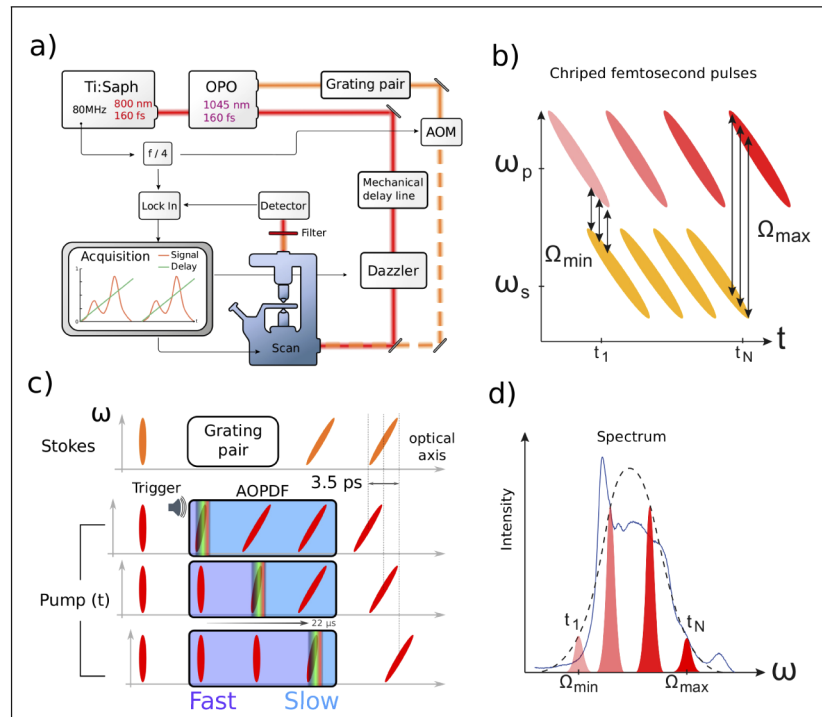 a)
Ti:Saph
80MHz
800 nm
160 fs
OPO
1045 nm
160 fs
Grating pair
AOM
f / 4
Lock In
Detector
Filter
Mechanical
delay line
Dazzler
Acquisition
Signal
Delay
1
0
t
Scan
b)
Chriped femtosecond pulses
ωp
ωs
Ωmin
Ωmax
t1
tN
t
c)
ω
Stokes
Grating
pair
optical
axis
3.5 ps
Trigger
AOPDF
Pump (t)
22 µs
Fast
Slow
d)
Spectrum
Intensity
t1
tN
Ωmin
Ωmax
ω